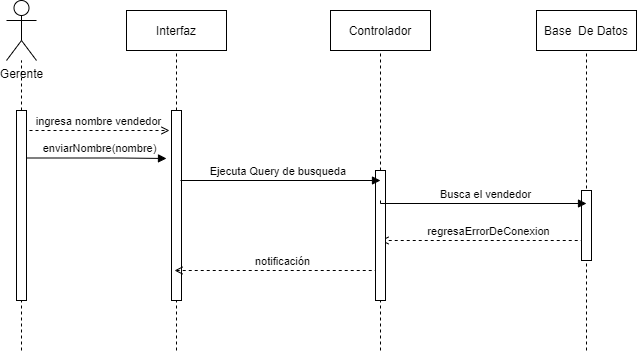 Gerente
Interfaz
Controlador
Base De Datos
ingresa nombre vendedor
enviarNombre(nombre)
Ejecuta Query de busqueda
Busca el vendedor
regresaErrorDeConexion
notificación